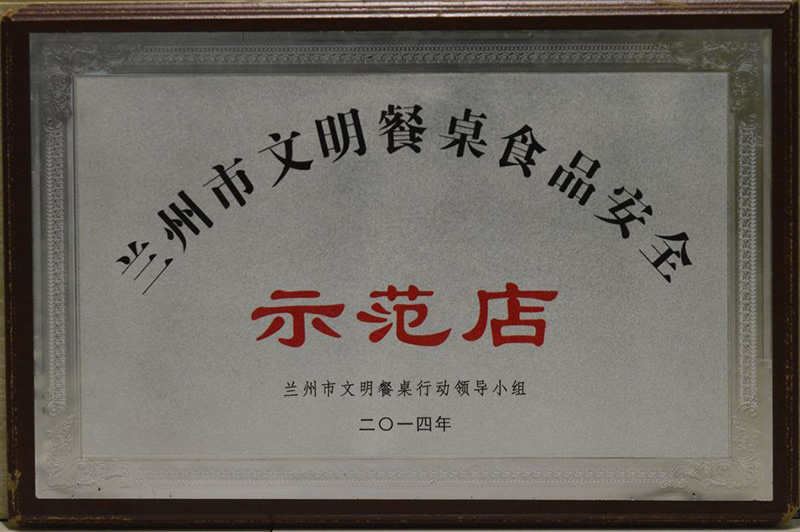 兰州市文明餐桌食品安全
示范店
兰州市文明餐桌行动领导小组
二〇一四年